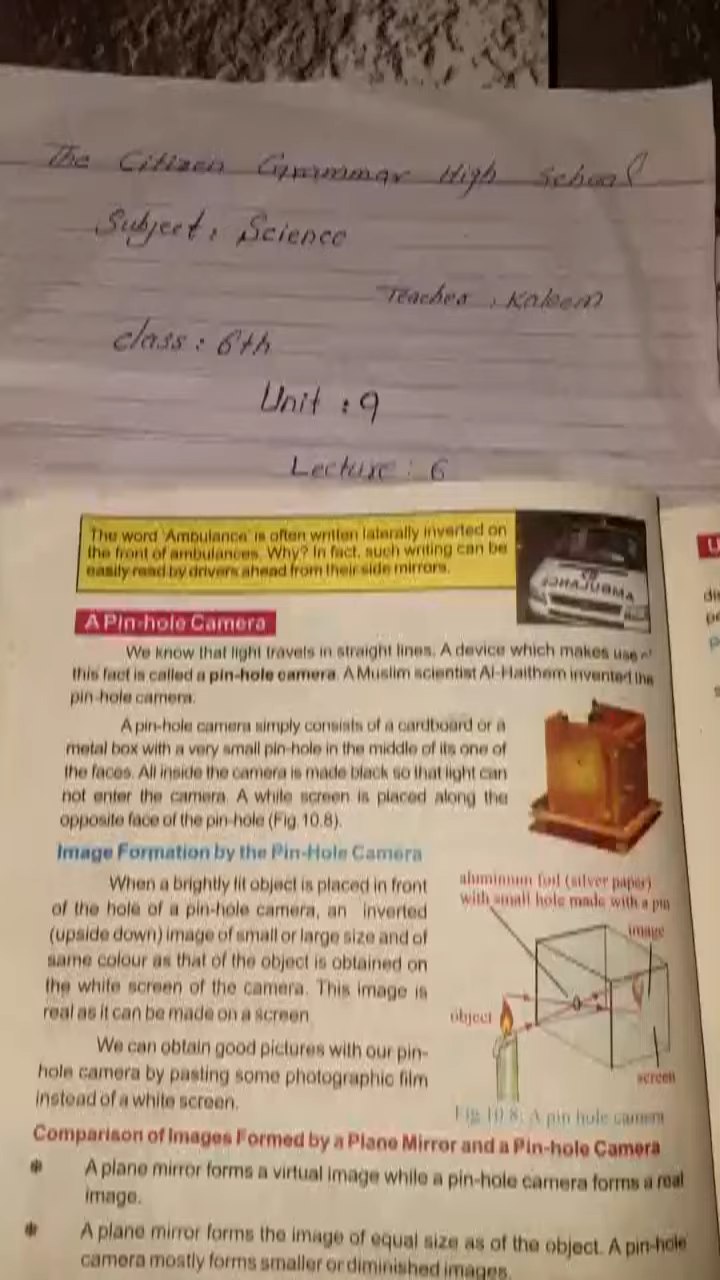 The Citizen Grammar High School
Subject: Science
Teacher: Kaleem
class: 6th
Unit : 9
Lecture : 6
The word 'Ambulance' is often written laterally inverted on
the front of ambulances. Why? In fact, such writing can be
easily read by drivers ahead from their side mirrors.
AMBULANCE
A Pin-hole Camera
We know that light travels in straight lines. A device which makes use of
this fact is called a pin-hole camera. A Muslim scientist Al-Haithem invented the
pin-hole camera.
A pin-hole camera simply consists of a cardboard or a
metal box with a very small pin-hole in the middle of its one of
the faces. All inside the camera is made black so that light can
not enter the camera. A white screen is placed along the
opposite face of the pin-hole (Fig.10.8).
Image Formation by the Pin-Hole Camera
When a brightly lit object is placed in front
of the hole of a pin-hole camera, an inverted
(upside down) image of small or large size and of
same colour as that of the object is obtained on
the white screen of the camera. This image is
real as it can be made on a screen.
We can obtain good pictures with our pin-
hole camera by pasting some photographic film
instead of a white screen.
aluminium foil (silver paper)
with small hole made with a pin
image
object
screen
Fig 10.8: A pin hole camera
Comparison of Images Formed by a Plane Mirror and a Pin-hole Camera
A plane mirror forms a virtual image while a pin-hole camera forms a real
image.
A plane mirror forms the image of equal size as of the object. A pin-hole
camera mostly forms smaller or diminished images.
U